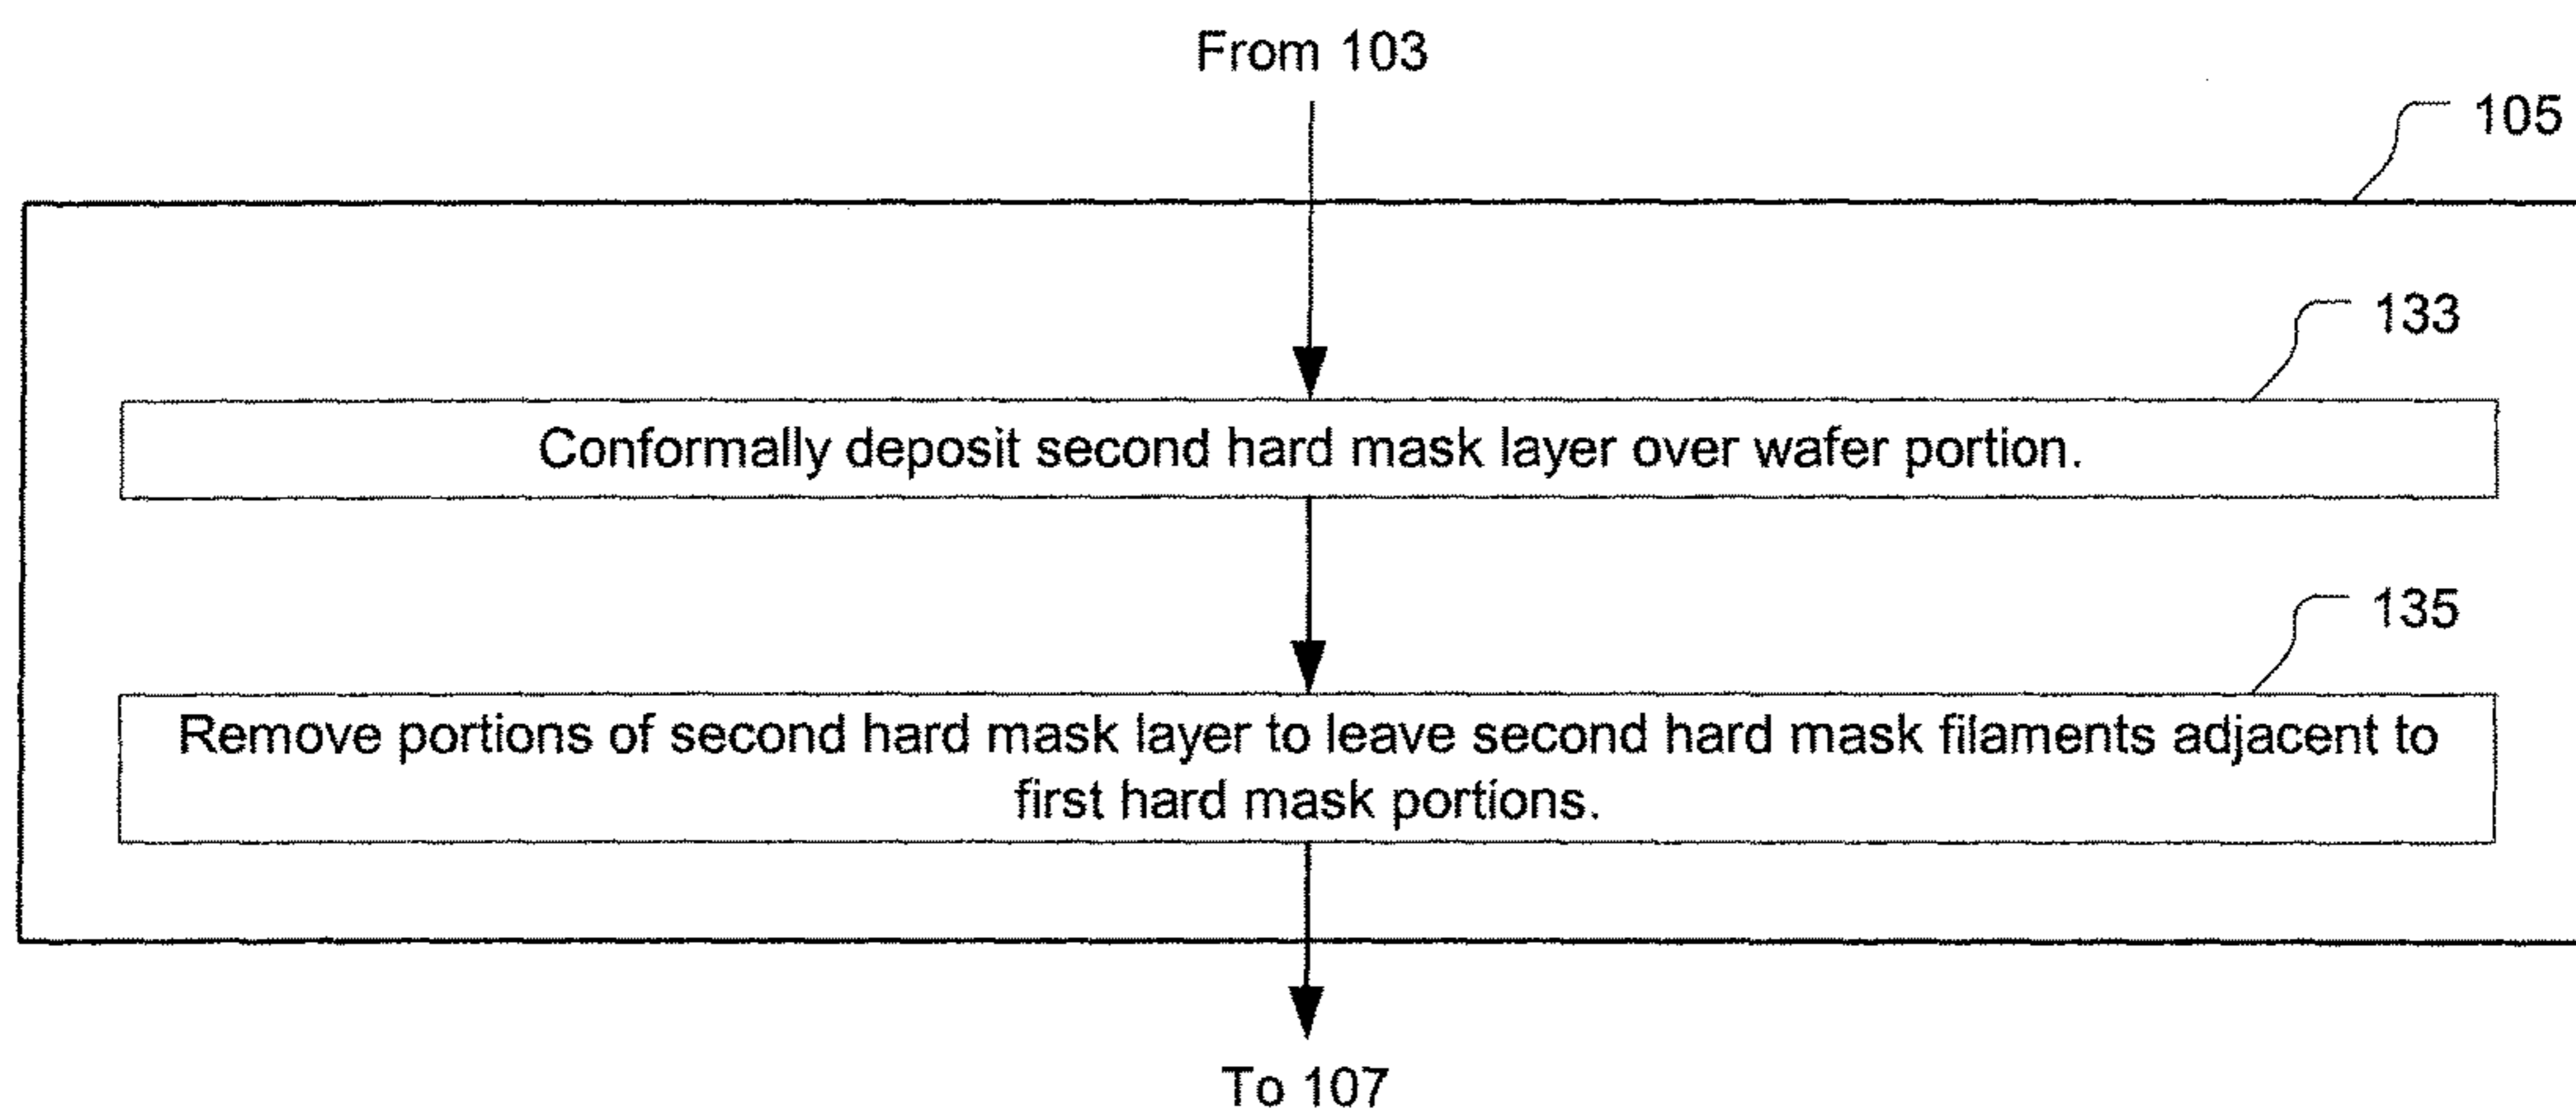 From 103
105
133
Conformally deposit second hard mask layer over wafer portion.
135
Remove portions of second hard mask layer to leave second hard mask filaments adjacent to
first hard mask portions.
To 107